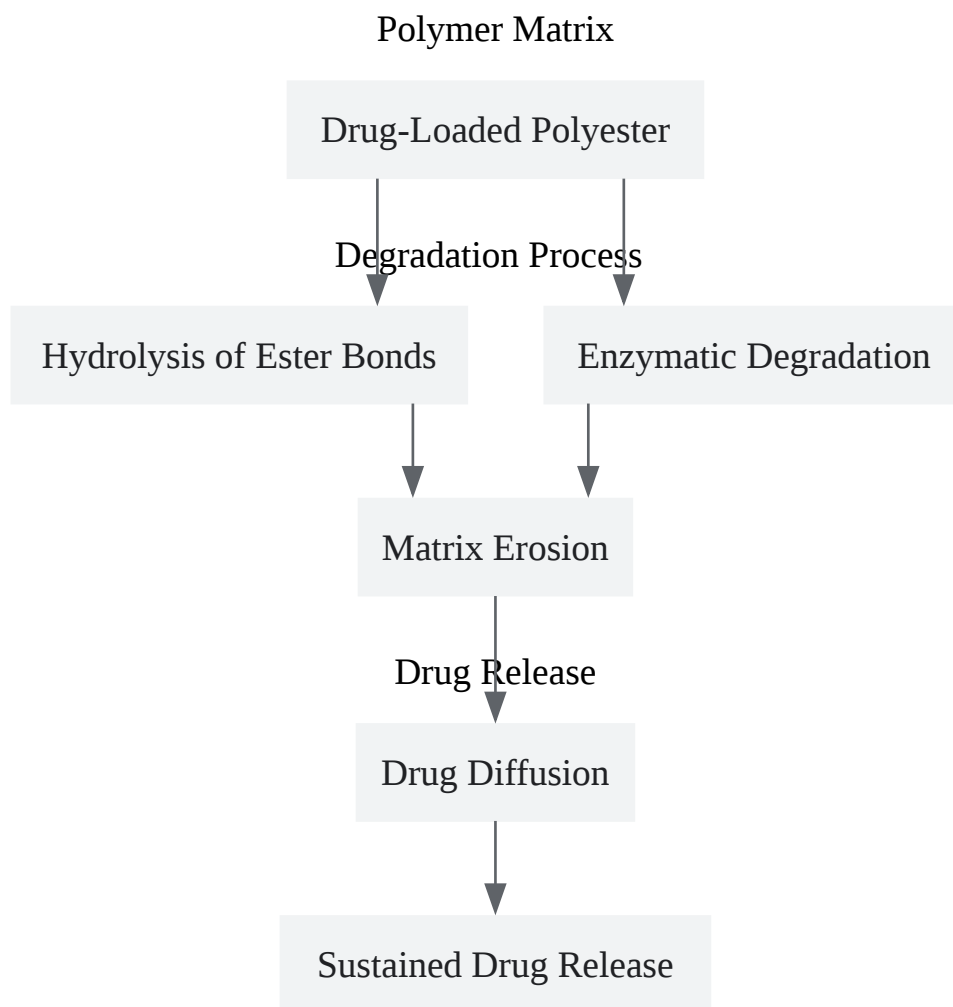 Polymer Matrix
Drug-Loaded Polyester
Degradation Process
Hydrolysis of Ester Bonds
Enzymatic Degradation
Matrix Erosion
Drug Release
Drug Diffusion
Sustained Drug Release